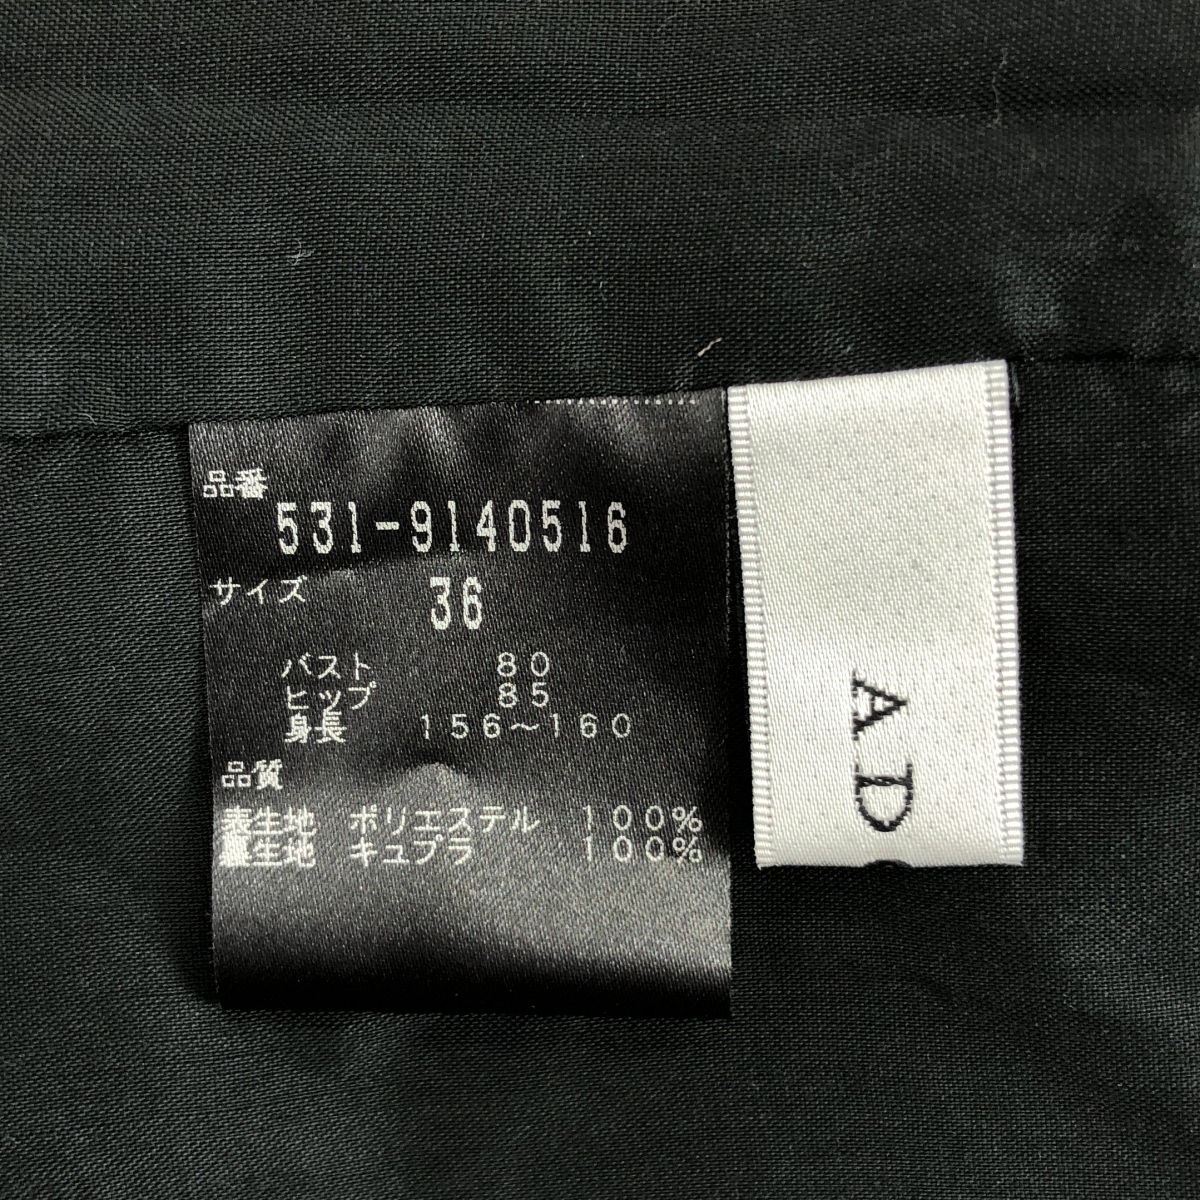 品番
531-9140516
サイズ 36
バスト 80
ヒップ 85
身長 156～160
品質
表生地 ポリエステル 100%
裏生地 キュプラ 100%
AD